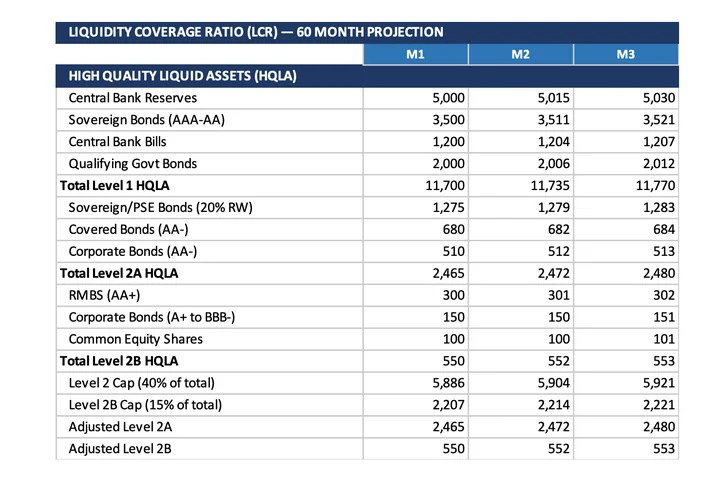 LIQUIDITY COVERAGE RATIO (LCR) — 60 MONTH PROJECTION
M1 M2 M3
HIGH QUALITY LIQUID ASSETS (HQLA)
Central Bank Reserves 5,000 5,015 5,030
Sovereign Bonds (AAA-AA) 3,500 3,511 3,521
Central Bank Bills 1,200 1,204 1,207
Qualifying Govt Bonds 2,000 2,006 2,012
Total Level 1 HQLA 11,700 11,735 11,770
Sovereign/PSE Bonds (20% RW) 1,275 1,279 1,283
Covered Bonds (AA-) 680 682 684
Corporate Bonds (AA-) 510 512 513
Total Level 2A HQLA 2,465 2,472 2,480
RMBS (AA+) 300 301 302
Corporate Bonds (A+ to BBB-) 150 150 151
Common Equity Shares 100 100 101
Total Level 2B HQLA 550 552 553
Level 2 Cap (40% of total) 5,886 5,904 5,921
Level 2B Cap (15% of total) 2,207 2,214 2,221
Adjusted Level 2A 2,465 2,472 2,480
Adjusted Level 2B 550 552 553